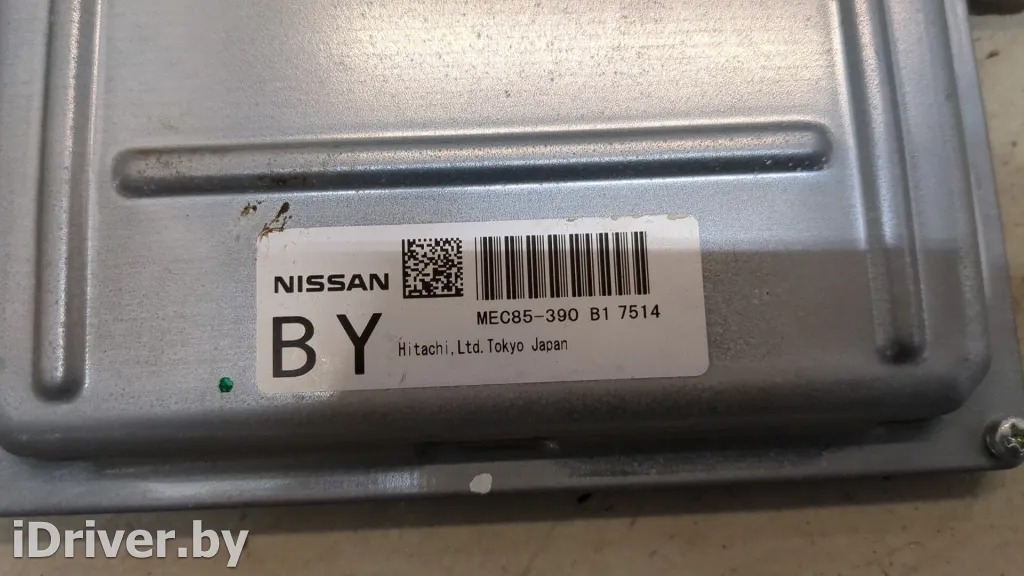 NISSAN
MEC85-390 B1 7514
BY
Hitachi,Ltd.Tokyo Japan
iDriver.by